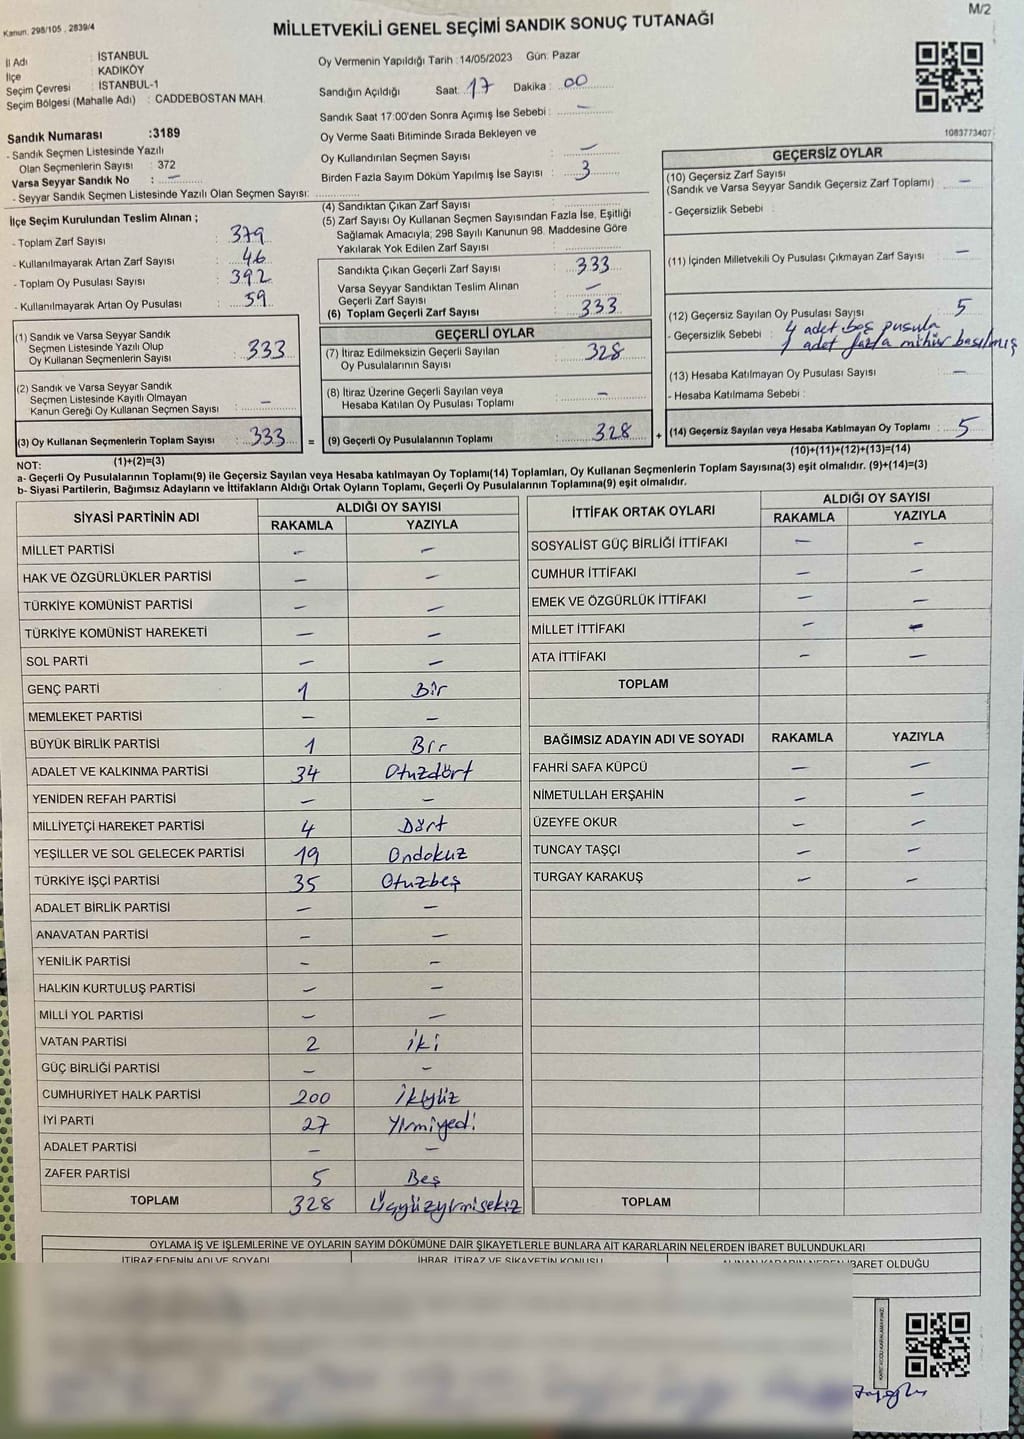 Kanun, 298/105 , 2839/4
MİLLETVEKİLİ GENEL SEÇİMİ SANDIK SONUÇ TUTANAĞI
M/2
İl Adı : İSTANBUL
İlçe : KADIKÖY
Seçim Çevresi : İSTANBUL-1
Seçim Bölgesi (Mahalle Adı) : CADDEBOSTAN MAH.
Sandık Numarası :3189
- Sandık Seçmen Listesinde Yazılı
Olan Seçmenlerin Sayısı : 372
Varsa Seyyar Sandık No : –
- Seyyar Sandık Seçmen Listesinde Yazılı Olan Seçmen Sayısı:
Oy Vermenin Yapıldığı Tarih :14/05/2023 Gün: Pazar
Sandığın Açıldığı Saat: 17 Dakika : 00
Sandık Saat 17:00'den Sonra Açımış İse Sebebi : –
Oy Verme Saati Bitiminde Sırada Bekleyen ve
Oy Kullandırılan Seçmen Sayısı –
Birden Fazla Sayım Döküm Yapılmış İse Sayısı : 3
1083773407
İlçe Seçim Kurulundan Teslim Alınan ;
- Toplam Zarf Sayısı : 379
- Kullanılmayarak Artan Zarf Sayısı : 46
- Toplam Oy Pusulası Sayısı : 392
- Kullanılmayarak Artan Oy Pusulası : 59
(1) Sandık ve Varsa Seyyar Sandık
Seçmen Listesinde Yazılı Olup
Oy Kullanan Seçmenlerin Sayısı : 333
(2) Sandık ve Varsa Seyyar Sandık
Seçmen Listesinde Kayıtlı Olmayan
Kanun Gereği Oy Kullanan Seçmen Sayısı : –
(3) Oy Kullanan Seçmenlerin Toplam Sayısı : 333
(1)+(2)=(3)
(4) Sandıktan Çıkan Zarf Sayısı
(5) Zarf Sayısı Oy Kullanan Seçmen Sayısından Fazla İse, Eşitliği
Sağlamak Amacıyla; 298 Sayılı Kanunun 98. Maddesine Göre
Yakılarak Yok Edilen Zarf Sayısı
Sandıkta Çıkan Geçerli Zarf Sayısı : 333
Varsa Seyyar Sandıktan Teslim Alınan
Geçerli Zarf Sayısı : –
(6) Toplam Geçerli Zarf Sayısı : 333
GEÇERLİ OYLAR
(7) İtiraz Edilmeksizin Geçerli Sayılan
Oy Pusulalarının Sayısı : 328
(8) İtiraz Üzerine Geçerli Sayılan veya
Hesaba Katılan Oy Pusulası Toplamı : –
= (9) Geçerli Oy Pusulalarının Toplamı : 328 +
GEÇERSİZ OYLAR
(10) Geçersiz Zarf Sayısı
(Sandık ve Varsa Seyyar Sandık Geçersiz Zarf Toplamı) : –
- Geçersizlik Sebebi :
(11) İçinden Milletvekili Oy Pusulası Çıkmayan Zarf Sayısı : –
(12) Geçersiz Sayılan Oy Pusulası Sayısı : 5
- Geçersizlik Sebebi : 4 adet boş pusula
1 adet fazla mühür basılmış
(13) Hesaba Katılmayan Oy Pusulası Sayısı : –
- Hesaba Katılmama Sebebi :
(14) Geçersiz Sayılan veya Hesaba Katılmayan Oy Toplamı : 5
(10)+(11)+(12)+(13)=(14)
NOT:
a- Geçerli Oy Pusulalarının Toplamı(9) ile Geçersiz Sayılan veya Hesaba katılmayan Oy Toplamı(14) Toplamları, Oy Kullanan Seçmenlerin Toplam Sayısına(3) eşit olmalıdır. (9)+(14)=(3)
b- Siyasi Partilerin, Bağımsız Adayların ve İttifakların Aldığı Ortak Oyların Toplamı, Geçerli Oy Pusulalarının Toplamına(9) eşit olmalıdır.
SİYASİ PARTİNİN ADI ALDIĞI OY SAYISI
RAKAMLA YAZIYLA
MİLLET PARTİSİ – –
HAK VE ÖZGÜRLÜKLER PARTİSİ – –
TÜRKİYE KOMÜNİST PARTİSİ – –
TÜRKİYE KOMÜNİST HAREKETİ – –
SOL PARTİ – –
GENÇ PARTİ 1 Bir
MEMLEKET PARTİSİ – –
BÜYÜK BİRLİK PARTİSİ 1 Bir
ADALET VE KALKINMA PARTİSİ 34 Otuzdört
YENİDEN REFAH PARTİSİ – –
MİLLİYETÇİ HAREKET PARTİSİ 4 Dört
YEŞİLLER VE SOL GELECEK PARTİSİ 19 Ondokuz
TÜRKİYE İŞÇİ PARTİSİ 35 Otuzbeş
ADALET BİRLİK PARTİSİ – –
ANAVATAN PARTİSİ – –
YENİLİK PARTİSİ – –
HALKIN KURTULUŞ PARTİSİ – –
MİLLİ YOL PARTİSİ – –
VATAN PARTİSİ 2 İki
GÜÇ BİRLİĞİ PARTİSİ – –
CUMHURİYET HALK PARTİSİ 200 İkiyüz
İYİ PARTİ 27 Yirmiyedi
ADALET PARTİSİ – –
ZAFER PARTİSİ 5 Beş
TOPLAM 328 Üçyüzyirmisekiz
İTTİFAK ORTAK OYLARI ALDIĞI OY SAYISI
RAKAMLA YAZIYLA
SOSYALİST GÜÇ BİRLİĞİ İTTİFAKI – –
CUMHUR İTTİFAKI – –
EMEK VE ÖZGÜRLÜK İTTİFAKI – –
MİLLET İTTİFAKI – –
ATA İTTİFAKI – –
TOPLAM
BAĞIMSIZ ADAYIN ADI VE SOYADI RAKAMLA YAZIYLA
FAHRİ SAFA KÜPCÜ – –
NİMETULLAH ERŞAHİN – –
ÜZEYFE OKUR – –
TUNCAY TAŞÇI – –
TURGAY KARAKUŞ – –
TOPLAM
OYLAMA İŞ VE İŞLEMLERİNE VE OYLARIN SAYIM DÖKÜMÜNE DAİR ŞİKAYETLERLE BUNLARA AİT KARARLARIN NELERDEN İBARET BULUNDUKLARI
İTİRAZ EDENİN ADI VE SOYADI İHBAR, İTİRAZ VE ŞİKAYETİN KONUSU ALINAN KARARIN NEDEN İBARET OLDUĞU